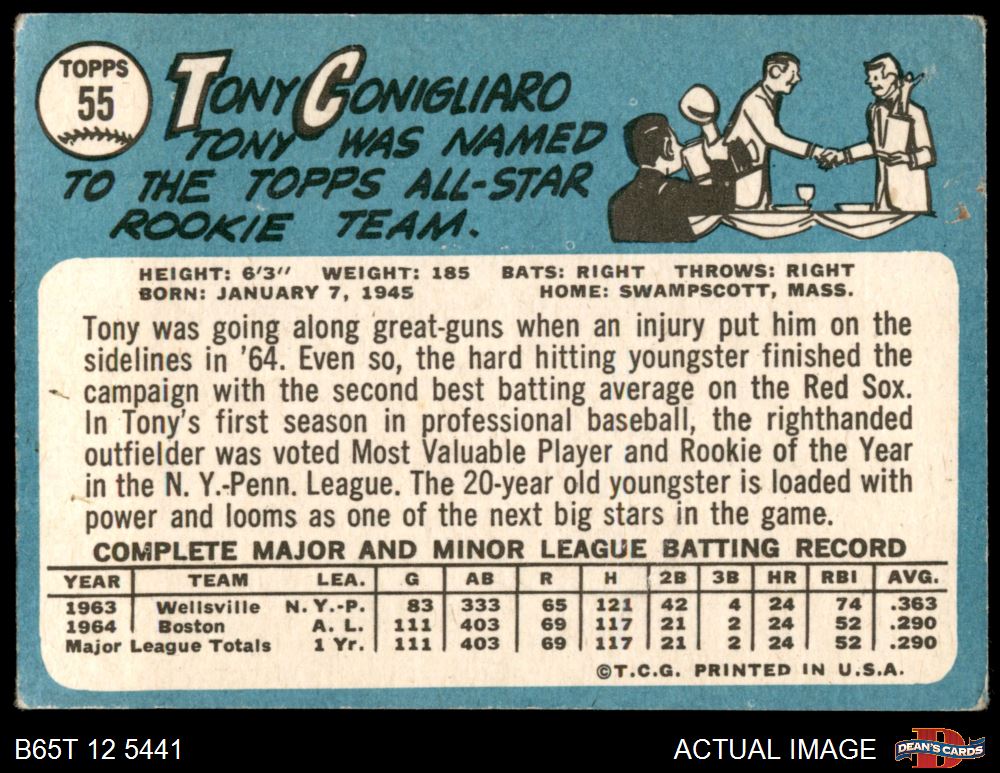 TOPPS
55
TONY CONIGLIARO
TONY WAS NAMED
TO THE TOPPS ALL-STAR
ROOKIE TEAM.
HEIGHT: 6'3" WEIGHT: 185 BATS: RIGHT THROWS: RIGHT
BORN: JANUARY 7, 1945 HOME: SWAMPSCOTT, MASS.
Tony was going along great-guns when an injury put him on the
sidelines in '64. Even so, the hard hitting youngster finished the
campaign with the second best batting average on the Red Sox.
In Tony's first season in professional baseball, the righthanded
outfielder was voted Most Valuable Player and Rookie of the Year
in the N. Y.-Penn. League. The 20-year old youngster is loaded with
power and looms as one of the next big stars in the game.
COMPLETE MAJOR AND MINOR LEAGUE BATTING RECORD
YEAR TEAM LEA. G AB R H 2B 3B HR RBI AVG.
1963 Wellsville N. Y.-P. 83 333 65 121 42 4 24 74 .363
1964 Boston A. L. 111 403 69 117 21 2 24 52 .290
Major League Totals 1 Yr. 111 403 69 117 21 2 24 52 .290
©T.C.G. PRINTED IN U.S.A.
B65T 12 5441 ACTUAL IMAGE D DEAN'S CARDS